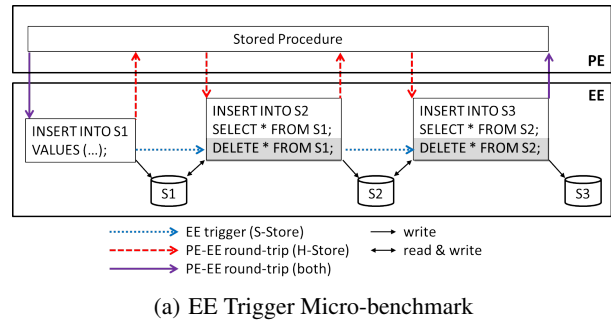 Stored Procedure
PE
EE
INSERT INTO S1
VALUES (...);
INSERT INTO S2
SELECT * FROM S1;
DELETE * FROM S1;
INSERT INTO S3
SELECT * FROM S2;
DELETE * FROM S2;
S1
S2
S3
EE trigger (S-Store)
PE-EE round-trip (H-Store)
PE-EE round-trip (both)
write
read & write
(a) EE Trigger Micro-benchmark